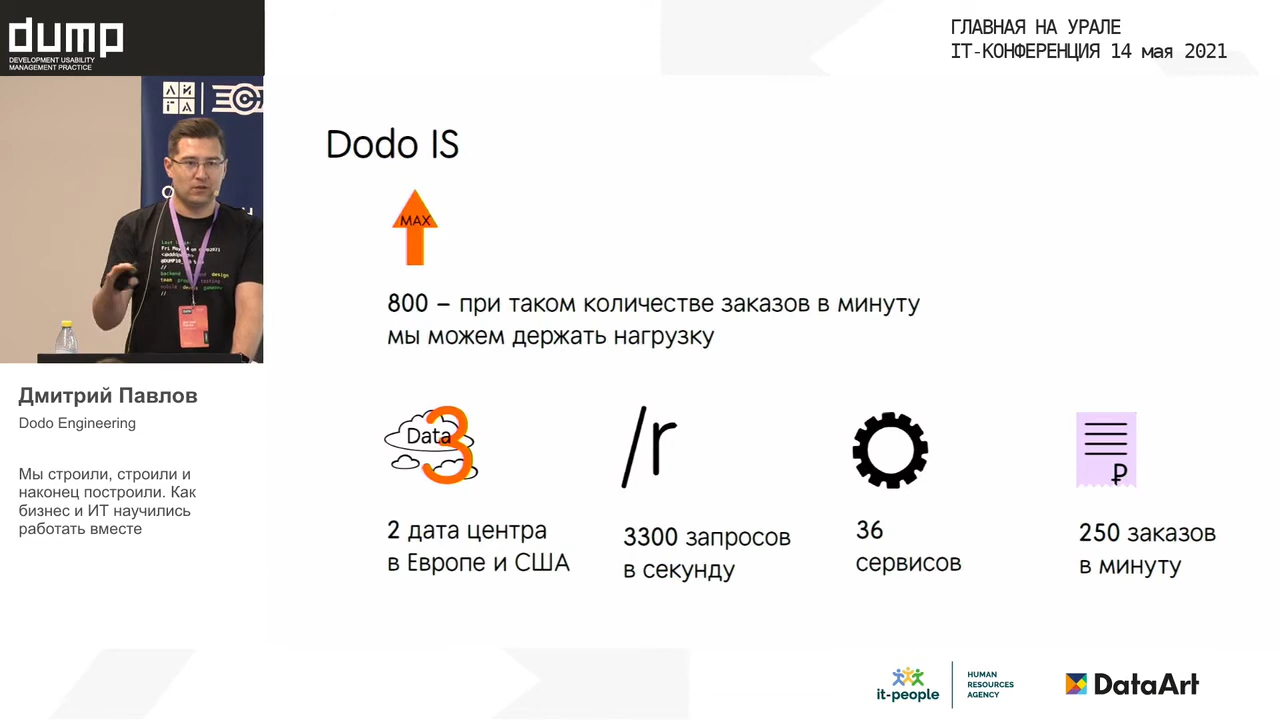 dump
DEVELOPMENT USABILITY
MANAGEMENT PRACTICE
ГЛАВНАЯ НА УРАЛЕ
IT-КОНФЕРЕНЦИЯ 14 мая 2021
ЛИ
ГА
Dodo IS
MAX
800 – при таком количестве заказов в минуту
мы можем держать нагрузку
Data 3
/r
₽
2 дата центра
в Европе и США
3300 запросов
в секунду
36
сервисов
250 заказов
в минуту
Дмитрий Павлов
Dodo Engineering
Мы строили, строили и
наконец построили. Как
бизнес и ИТ научились
работать вместе
it-people
HUMAN
RESOURCES
AGENCY
DataArt